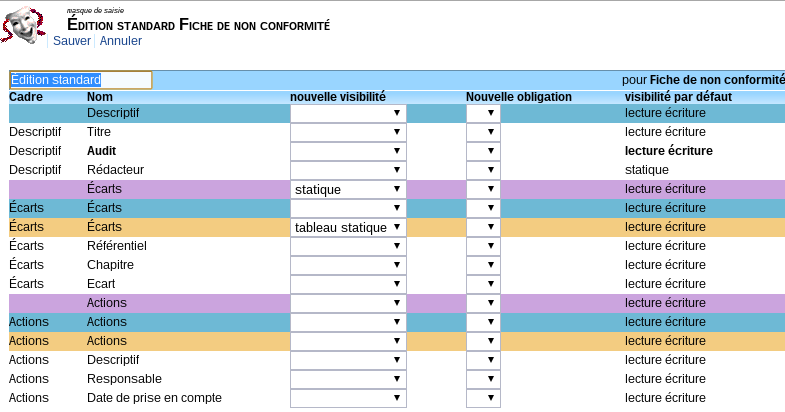 masque de saisie
Édition standard Fiche de non conformité
Sauver Annuler
Édition standard pour Fiche de non conformité
Cadre Nom nouvelle visibilité Nouvelle obligation visibilité par défaut
Descriptif lecture écriture
Descriptif Titre lecture écriture
Descriptif Audit lecture écriture
Descriptif Rédacteur statique
Écarts statique lecture écriture
Écarts Écarts lecture écriture
Écarts Écarts tableau statique lecture écriture
Écarts Référentiel lecture écriture
Écarts Chapitre lecture écriture
Écarts Ecart lecture écriture
Actions lecture écriture
Actions Actions lecture écriture
Actions Actions lecture écriture
Actions Descriptif lecture écriture
Actions Responsable lecture écriture
Actions Date de prise en compte lecture écriture